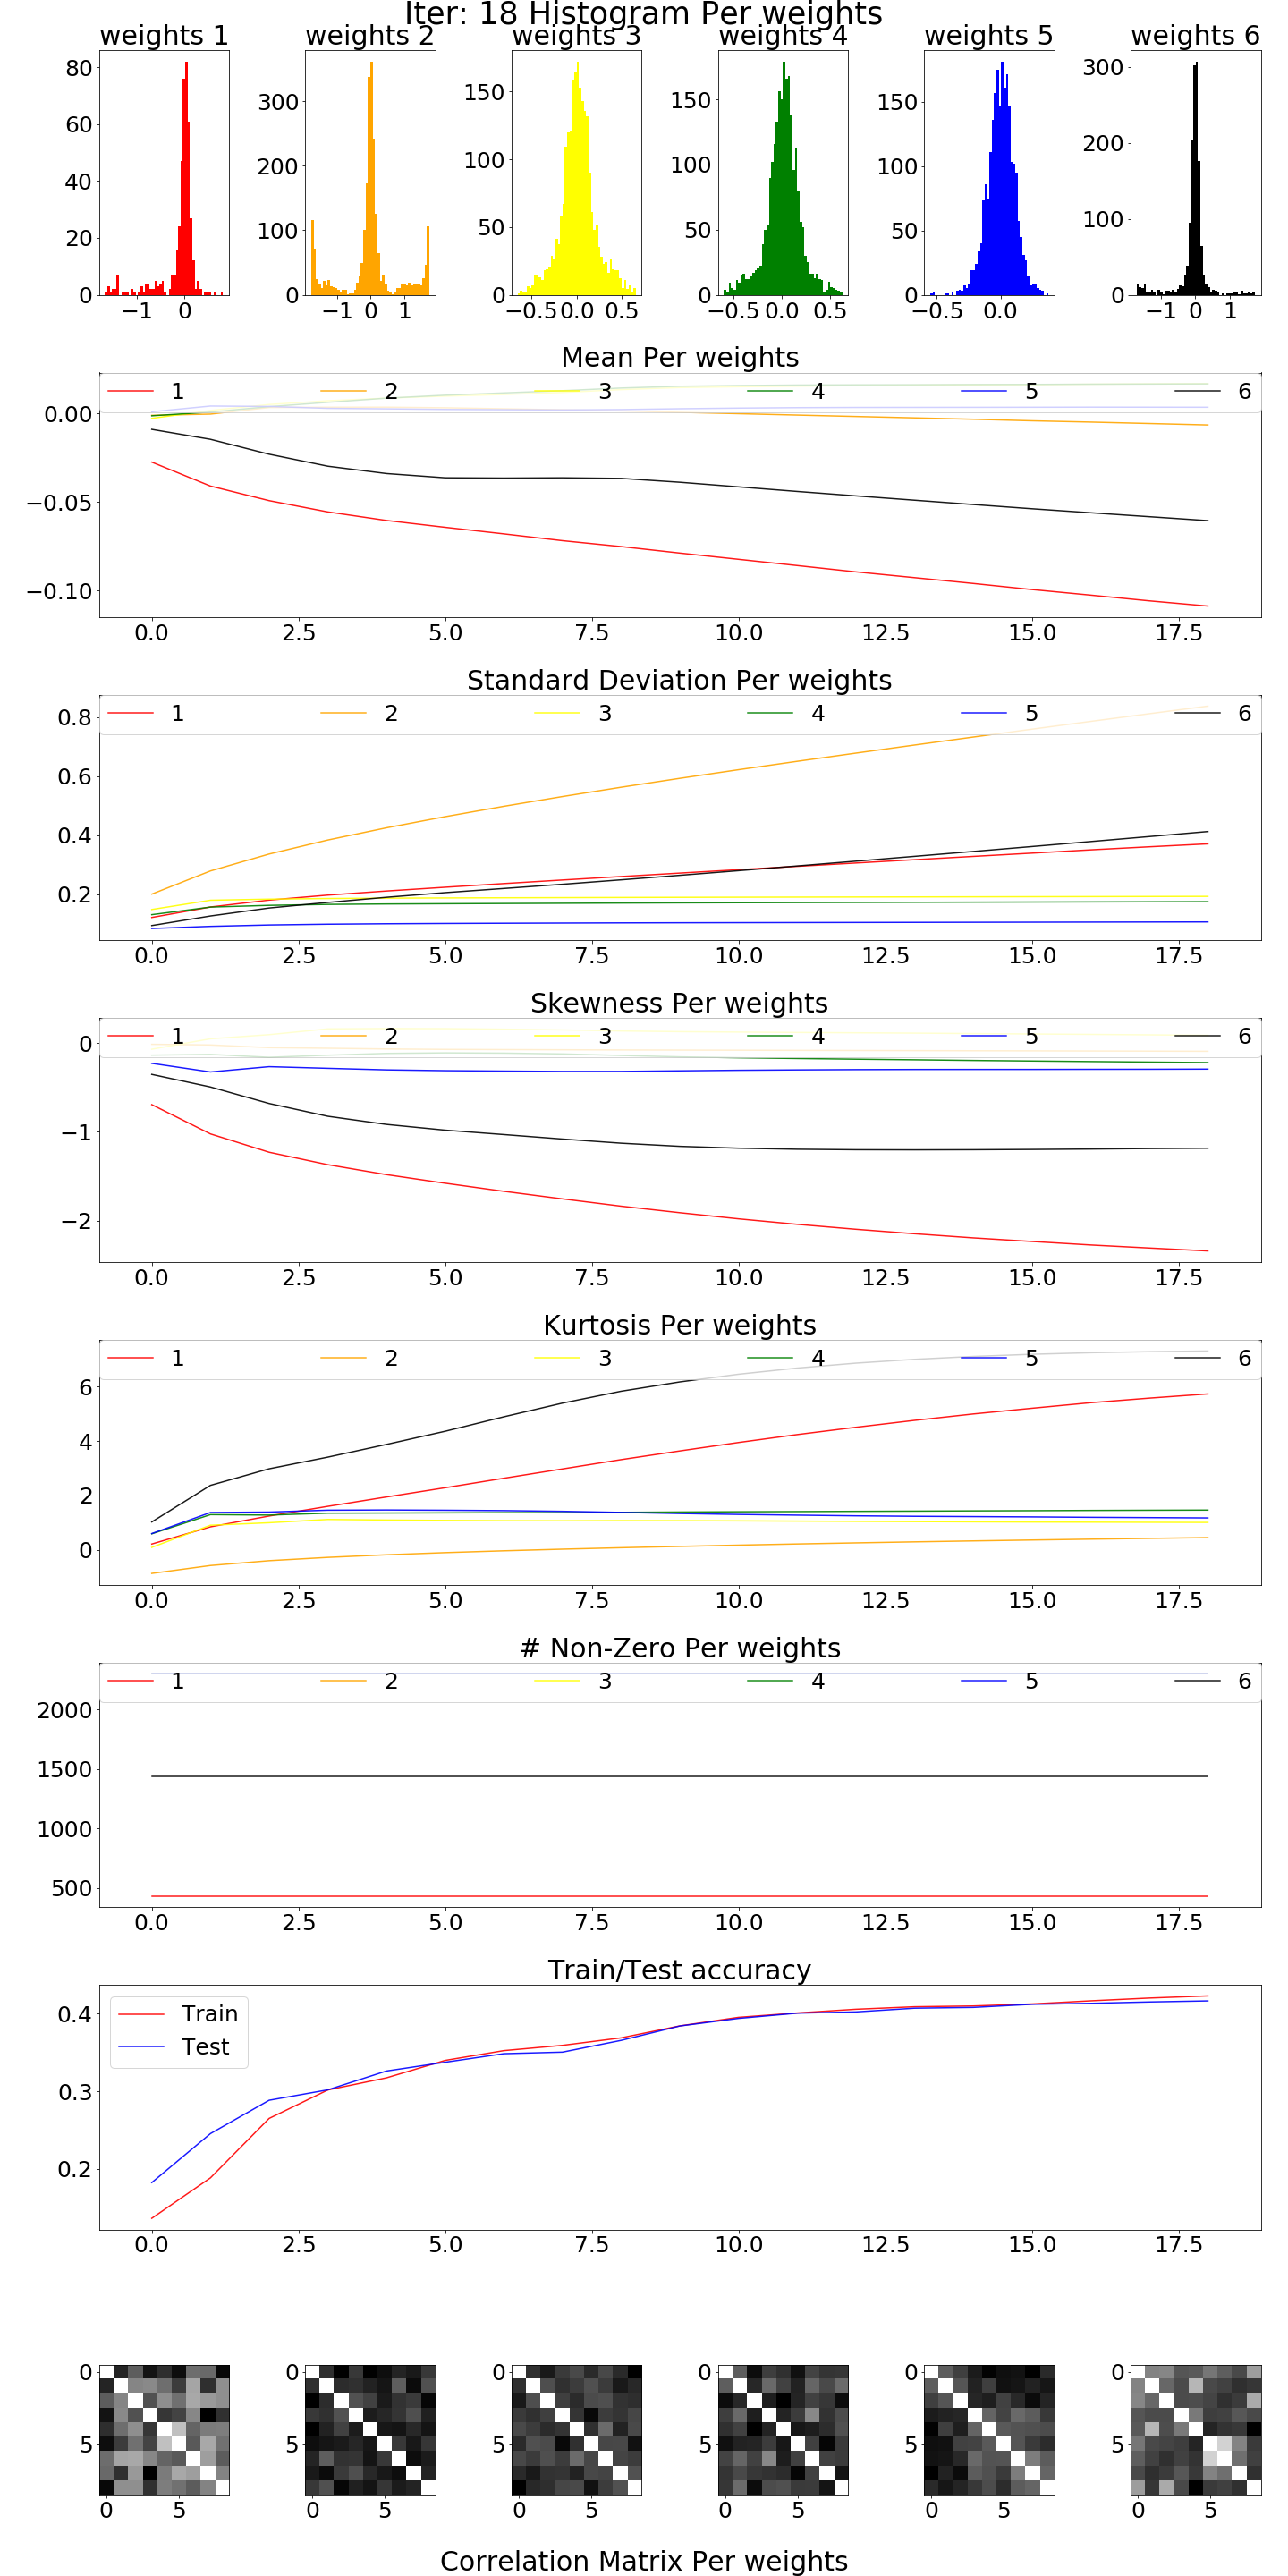 Iter: 18 Histogram Per weights
weights 1 weights 2 weights 3 weights 4 weights 5 weights 6
80
60
40
20
0
−1 0
300
200
100
0
−1 0 1
150
100
50
0
−0.5 0.0 0.5
150
100
50
0
−0.5 0.0 0.5
150
100
50
0
−0.5 0.0
300
200
100
0
−1 0 1
Mean Per weights
1 2 3 4 5 6
0.00
−0.05
−0.10
0.0 2.5 5.0 7.5 10.0 12.5 15.0 17.5
Standard Deviation Per weights
1 2 3 4 5 6
0.8
0.6
0.4
0.2
0.0 2.5 5.0 7.5 10.0 12.5 15.0 17.5
Skewness Per weights
1 2 3 4 5 6
0
−1
−2
0.0 2.5 5.0 7.5 10.0 12.5 15.0 17.5
Kurtosis Per weights
1 2 3 4 5 6
6
4
2
0
0.0 2.5 5.0 7.5 10.0 12.5 15.0 17.5
# Non-Zero Per weights
1 2 3 4 5 6
2000
1500
1000
500
0.0 2.5 5.0 7.5 10.0 12.5 15.0 17.5
Train/Test accuracy
Train
Test
0.4
0.3
0.2
0.0 2.5 5.0 7.5 10.0 12.5 15.0 17.5
0 0 0 0 0 0
5 5 5 5 5 5
0 5 0 5 0 5 0 5 0 5 0 5
Correlation Matrix Per weights